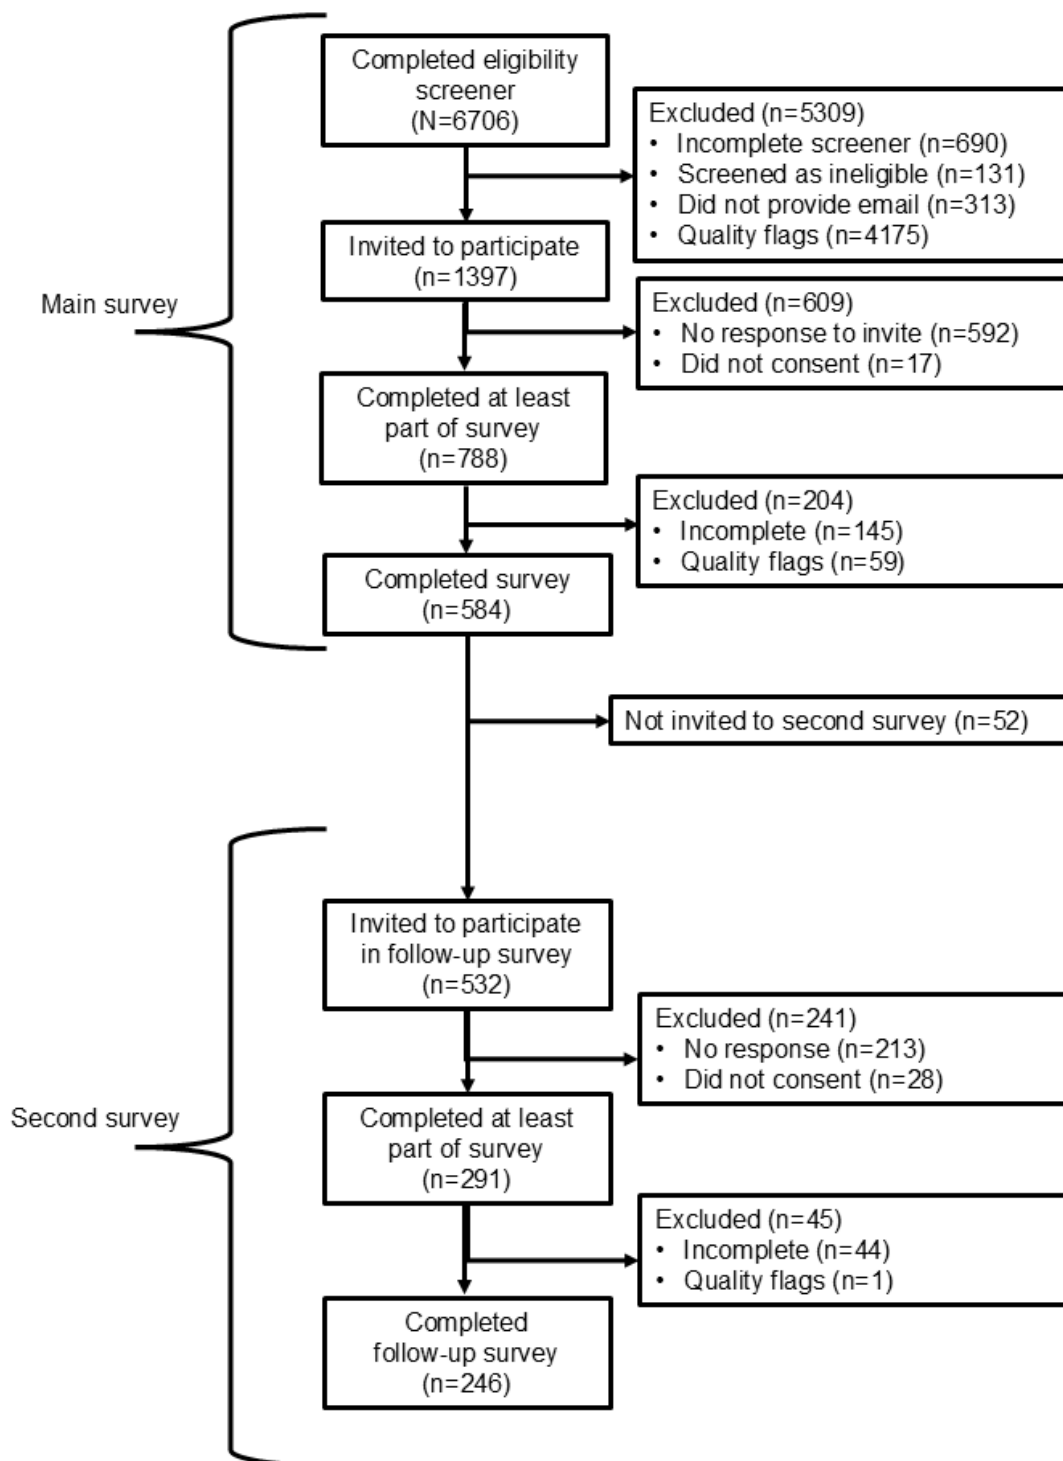 Completed eligibility
screener
(N=6706)
Excluded (n=5309)
• Incomplete screener (n=690)
• Screened as ineligible (n=131)
• Did not provide email (n=313)
• Quality flags (n=4175)
Invited to participate
(n=1397)
Main survey
Excluded (n=609)
• No response to invite (n=592)
• Did not consent (n=17)
Completed at least
part of survey
(n=788)
Excluded (n=204)
• Incomplete (n=145)
• Quality flags (n=59)
Completed survey
(n=584)
Not invited to second survey (n=52)
Invited to participate
in follow-up survey
(n=532)
Excluded (n=241)
• No response (n=213)
• Did not consent (n=28)
Second survey
Completed at least
part of survey
(n=291)
Excluded (n=45)
• Incomplete (n=44)
• Quality flags (n=1)
Completed
follow-up survey
(n=246)